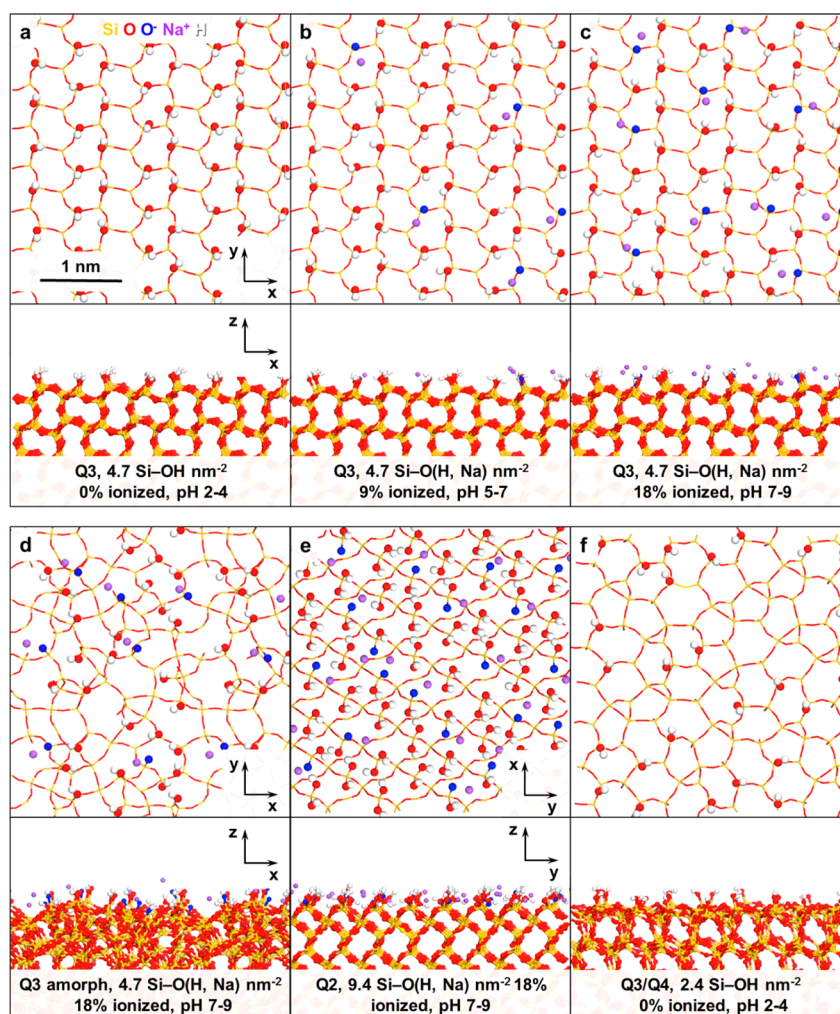 a
Si O O- Na+ H
y
x
1 nm
b
c
z
x
Q3, 4.7 Si–OH nm-2
0% ionized, pH 2-4
Q3, 4.7 Si–O(H, Na) nm-2
9% ionized, pH 5-7
Q3, 4.7 Si–O(H, Na) nm-2
18% ionized, pH 7-9
d
y
x
e
x
y
f
z
x
z
y
Q3 amorph, 4.7 Si–O(H, Na) nm-2
18% ionized, pH 7-9
Q2, 9.4 Si–O(H, Na) nm-2 18%
ionized, pH 7-9
Q3/Q4, 2.4 Si–OH nm-2
0% ionized, pH 2-4